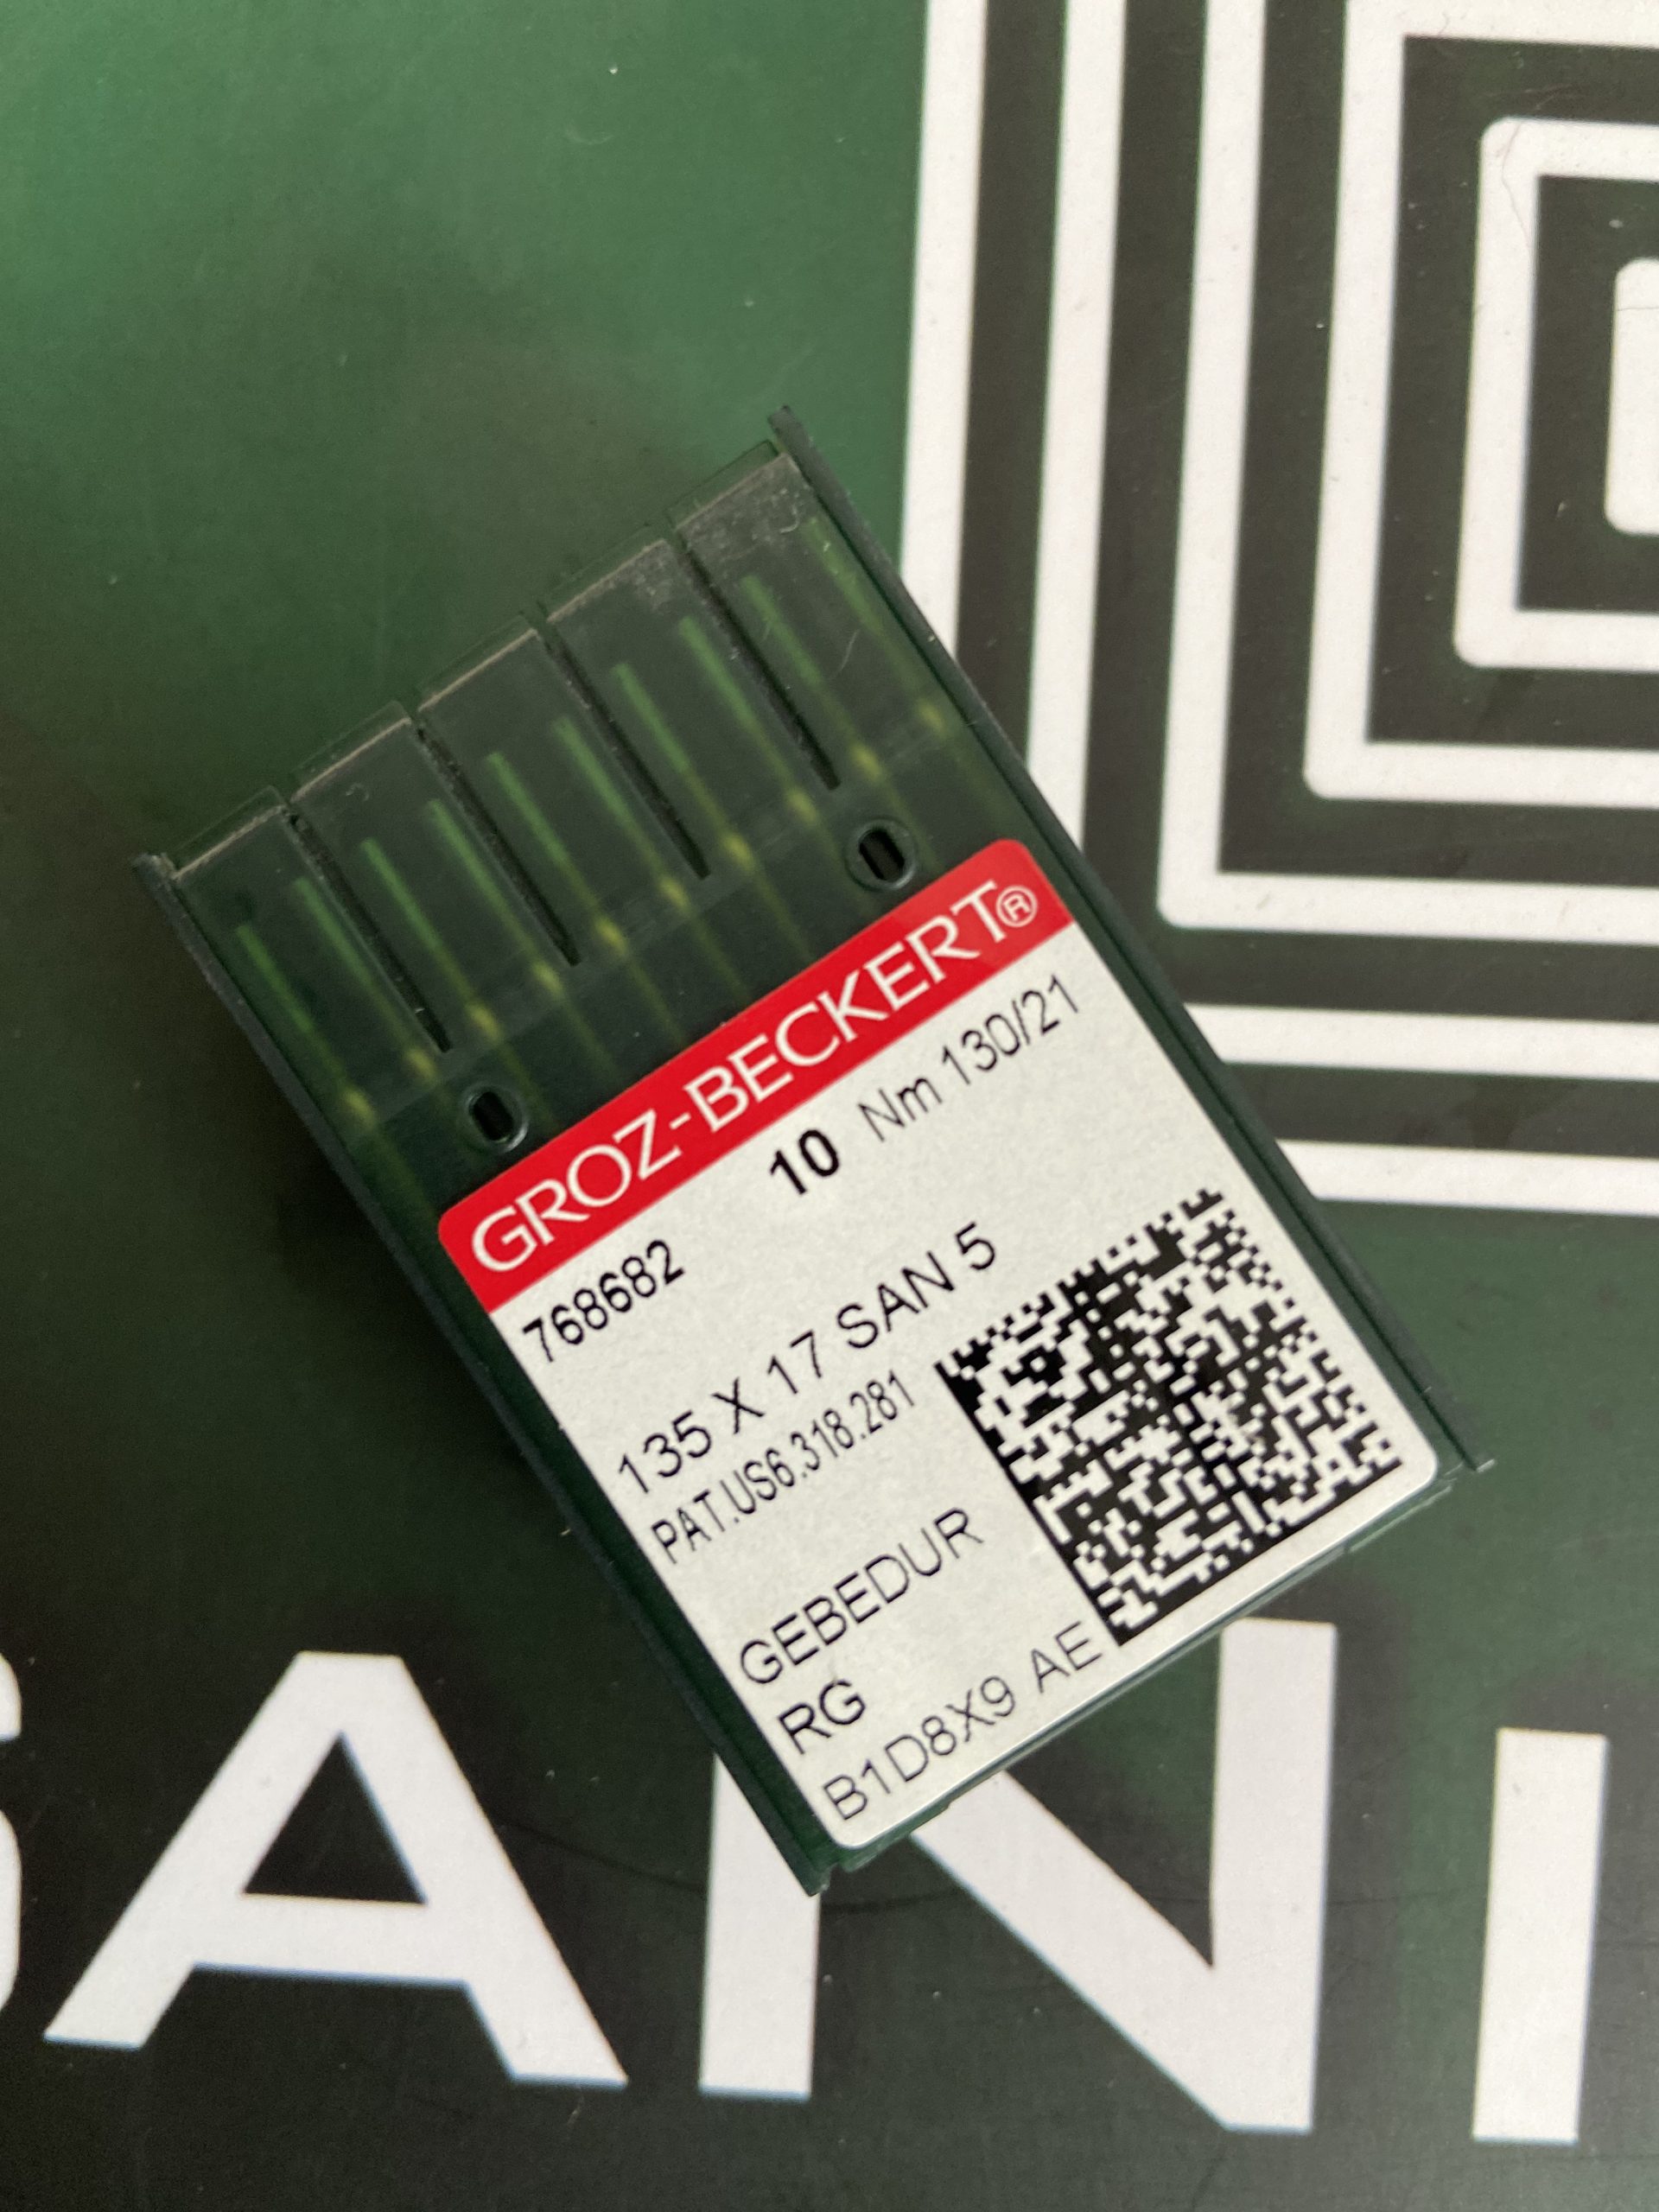 GROZ-BECKERT®
10 Nm 130/21
768682
135 X 17 SAN 5
PAT.US6.318.281
GEBEDUR
RG
B1D8X9 AE
SANI